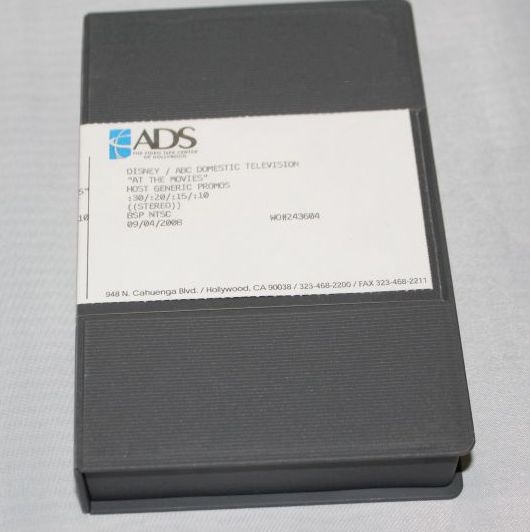 ADS
THE VIDEO TAPE CENTER
OF HOLLYWOOD
DISNEY / ABC DOMESTIC TELEVISION
"AT THE MOVIES"
HOST GENERIC PROMOS
:30/:20/:15/:10
((STEREO))
BSP NTSC WO#243604
09/04/2008
5"
10
948 N. Cahuenga Blvd. / Hollywood, CA 90038 / 323-468-2200 / FAX 323-468-2211